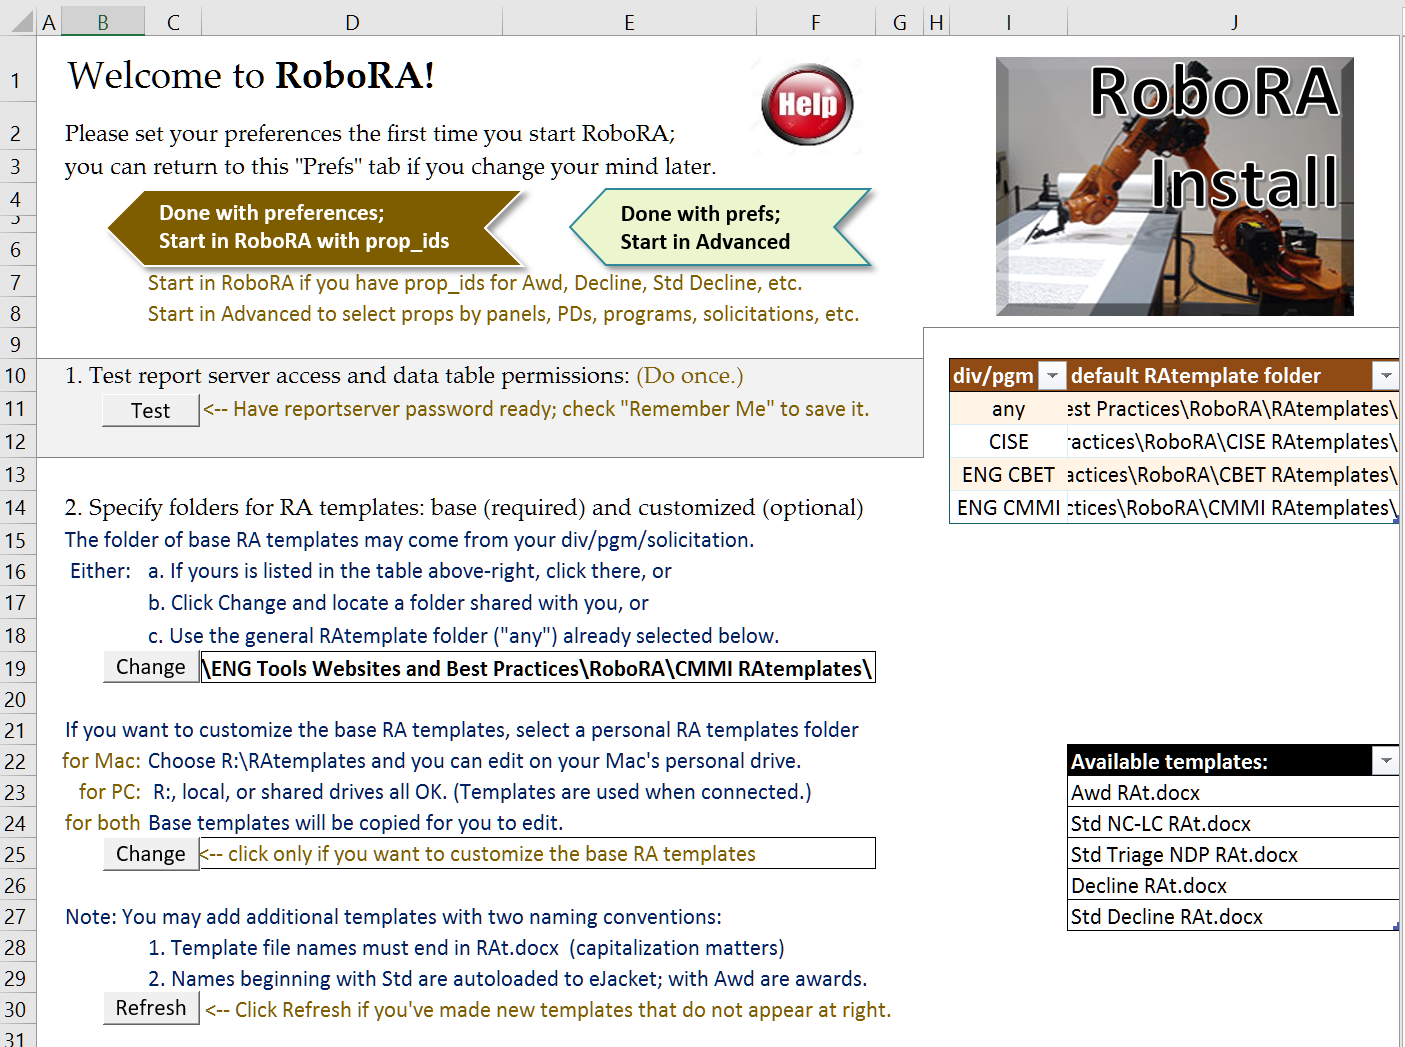 A B C D E F G H I J
1 Welcome to RoboRA!
Help
RoboRA
Install
2 Please set your preferences the first time you start RoboRA;
3 you can return to this "Prefs" tab if you change your mind later.
4
5
6
Done with preferences;
Start in RoboRA with prop_ids
Done with prefs;
Start in Advanced
7 Start in RoboRA if you have prop_ids for Awd, Decline, Std Decline, etc.
8 Start in Advanced to select props by panels, PDs, programs, solicitations, etc.
9
10 1. Test report server access and data table permissions: (Do once.) div/pgm default RAtemplate folder
11 Test <-- Have reportserver password ready; check "Remember Me" to save it. any est Practices\RoboRA\RAtemplates\
12 CISE ractices\RoboRA\CISE RAtemplates\
13 ENG CBET actices\RoboRA\CBET RAtemplates\
14 2. Specify folders for RA templates: base (required) and customized (optional) ENG CMMI ctices\RoboRA\CMMI RAtemplates\
15 The folder of base RA templates may come from your div/pgm/solicitation.
16 Either: a. If yours is listed in the table above-right, click there, or
17 b. Click Change and locate a folder shared with you, or
18 c. Use the general RAtemplate folder ("any") already selected below.
19 Change \ENG Tools Websites and Best Practices\RoboRA\CMMI RAtemplates\
20
21 If you want to customize the base RA templates, select a personal RA templates folder
22 for Mac: Choose R:\RAtemplates and you can edit on your Mac's personal drive. Available templates:
23 for PC: R:, local, or shared drives all OK. (Templates are used when connected.) Awd RAt.docx
24 for both Base templates will be copied for you to edit. Std NC-LC RAt.docx
25 Change <-- click only if you want to customize the base RA templates Std Triage NDP RAt.docx
26 Decline RAt.docx
27 Note: You may add additional templates with two naming conventions: Std Decline RAt.docx
28 1. Template file names must end in RAt.docx (capitalization matters)
29 2. Names beginning with Std are autoloaded to eJacket; with Awd are awards.
30 Refresh <-- Click Refresh if you've made new templates that do not appear at right.
31